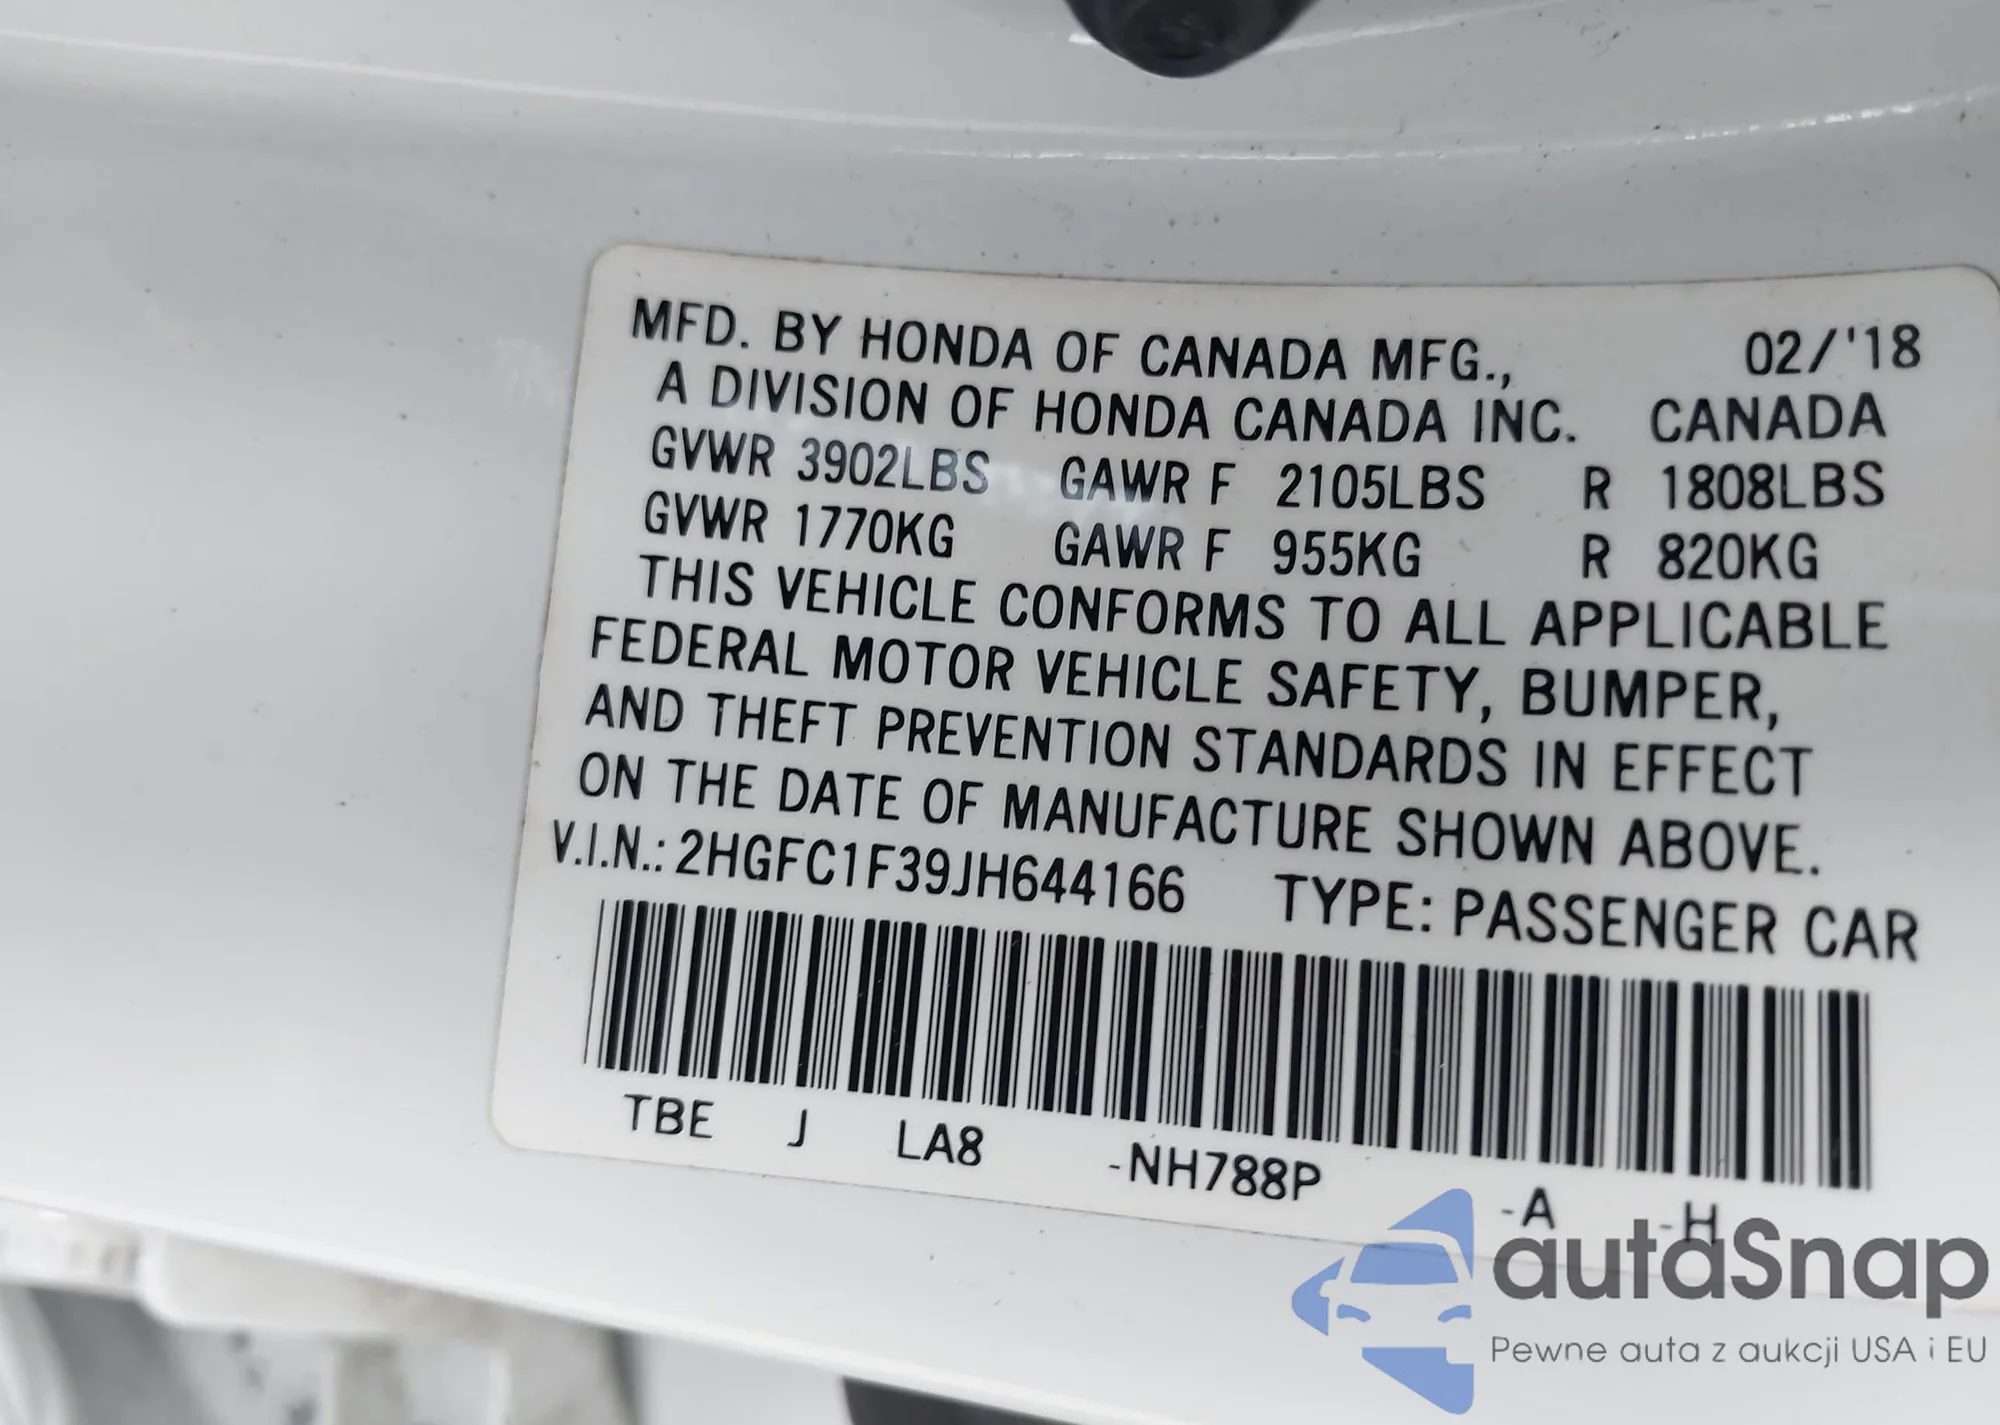 MFD. BY HONDA OF CANADA MFG., 02/'18
A DIVISION OF HONDA CANADA INC. CANADA
GVWR 3902LBS GAWR F 2105LBS R 1808LBS
GVWR 1770KG GAWR F 955KG R 820KG
THIS VEHICLE CONFORMS TO ALL APPLICABLE
FEDERAL MOTOR VEHICLE SAFETY, BUMPER,
AND THEFT PREVENTION STANDARDS IN EFFECT
ON THE DATE OF MANUFACTURE SHOWN ABOVE.
V.I.N.: 2HGFC1F39JH644166 TYPE: PASSENGER CAR
TBE J LA8 -NH788P -A -H
autaSnap
Pewne auta z aukcji USA i EU